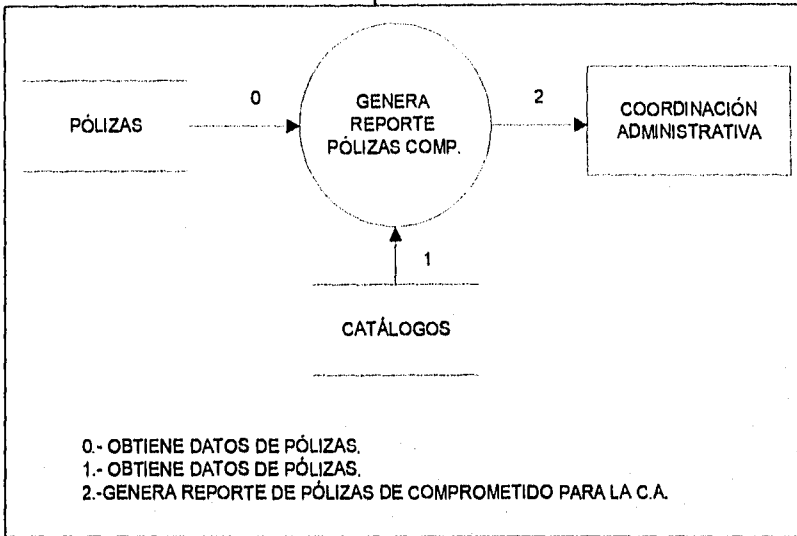 PÓLIZAS
0
GENERA
REPORTE
PÓLIZAS COMP.
2
COORDINACIÓN
ADMINISTRATIVA
1
CATÁLOGOS
0.- OBTIENE DATOS DE PÓLIZAS.
1.- OBTIENE DATOS DE PÓLIZAS.
2.-GENERA REPORTE DE PÓLIZAS DE COMPROMETIDO PARA LA C.A.